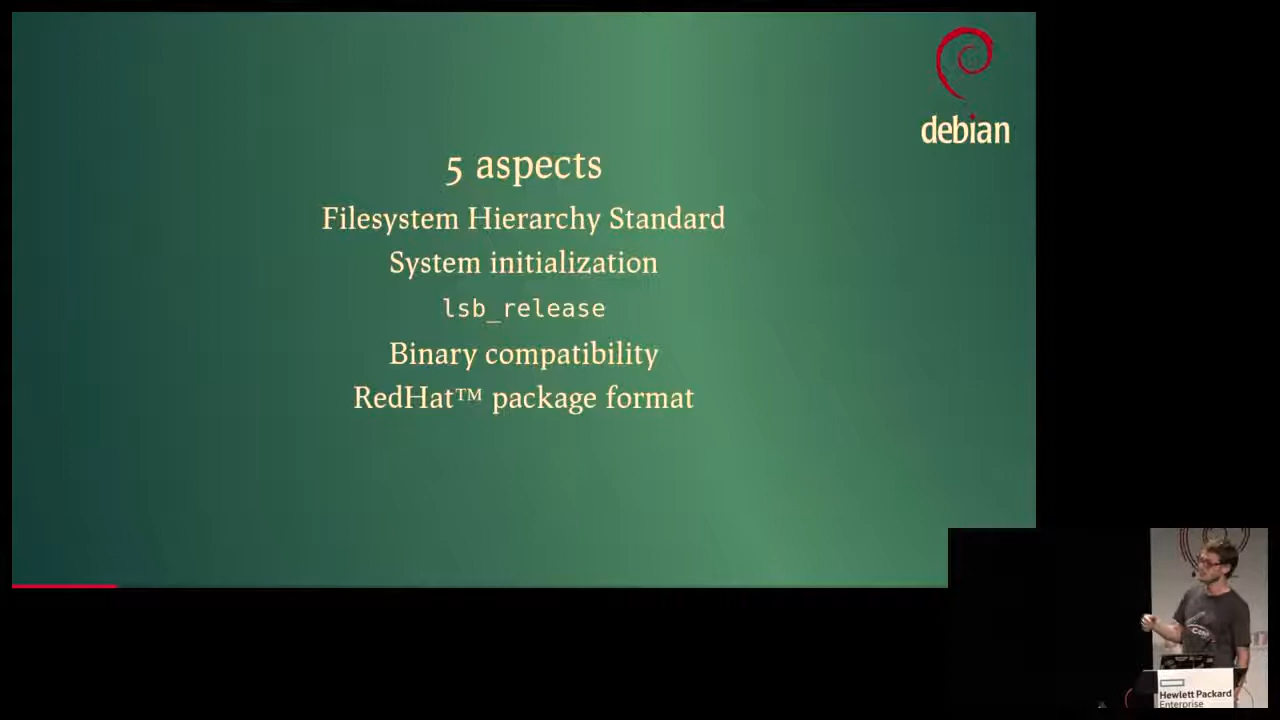 debian
5 aspects
Filesystem Hierarchy Standard
System initialization
lsb_release
Binary compatibility
RedHat™ package format
Hewlett Packard
Enterprise